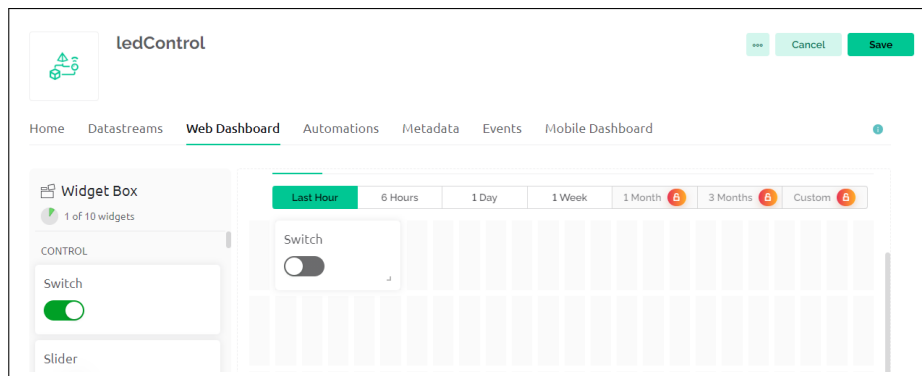 ledControl
Cancel
Save
Home Datastreams Web Dashboard Automations Metadata Events Mobile Dashboard
Widget Box
1 of 10 widgets
CONTROL
Switch
Slider
Last Hour 6 Hours 1 Day 1 Week 1 Month 3 Months Custom
Switch